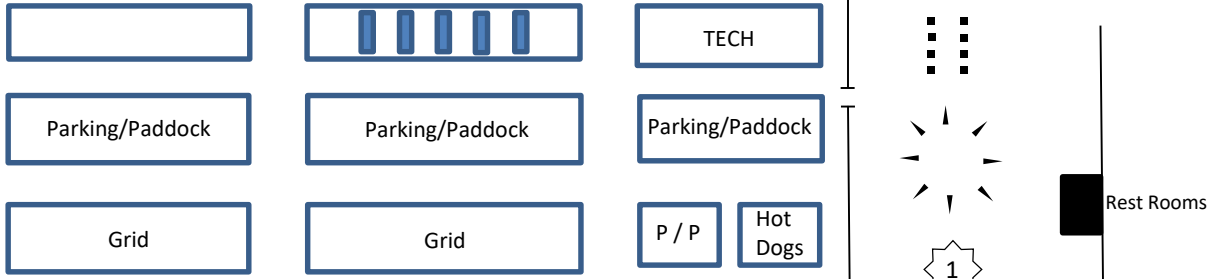 TECH
Parking/Paddock
Parking/Paddock
Parking/Paddock
Rest Rooms
Grid
Grid
P / P
Hot
Dogs
1